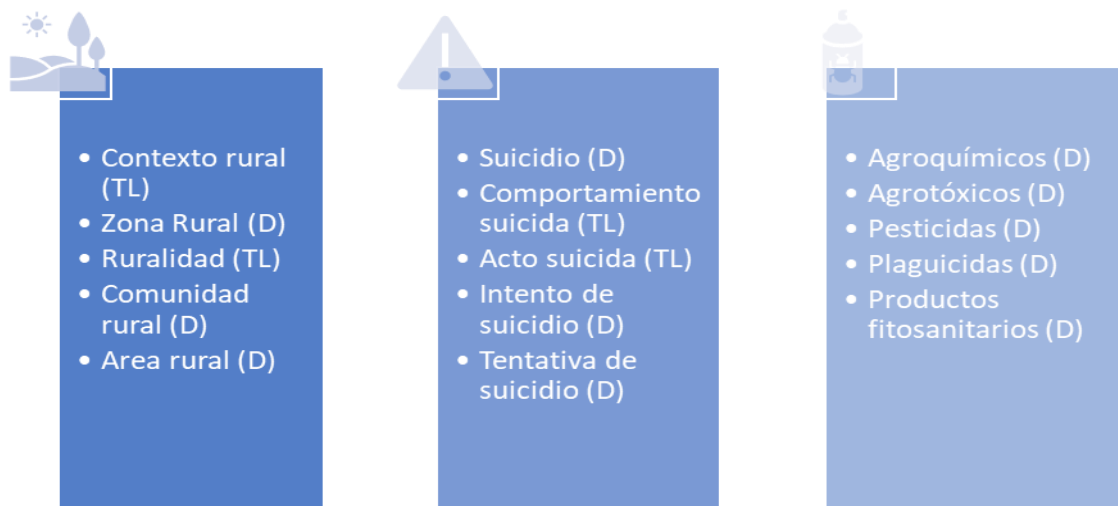 • Contexto rural
(TL)
• Zona Rural (D)
• Ruralidad (TL)
• Comunidad
rural (D)
• Area rural (D)
• Suicidio (D)
• Comportamiento
suicida (TL)
• Acto suicida (TL)
• Intento de
suicidio (D)
• Tentativa de
suicidio (D)
• Agroquímicos (D)
• Agrotóxicos (D)
• Pesticidas (D)
• Plaguicidas (D)
• Productos
fitosanitarios (D)